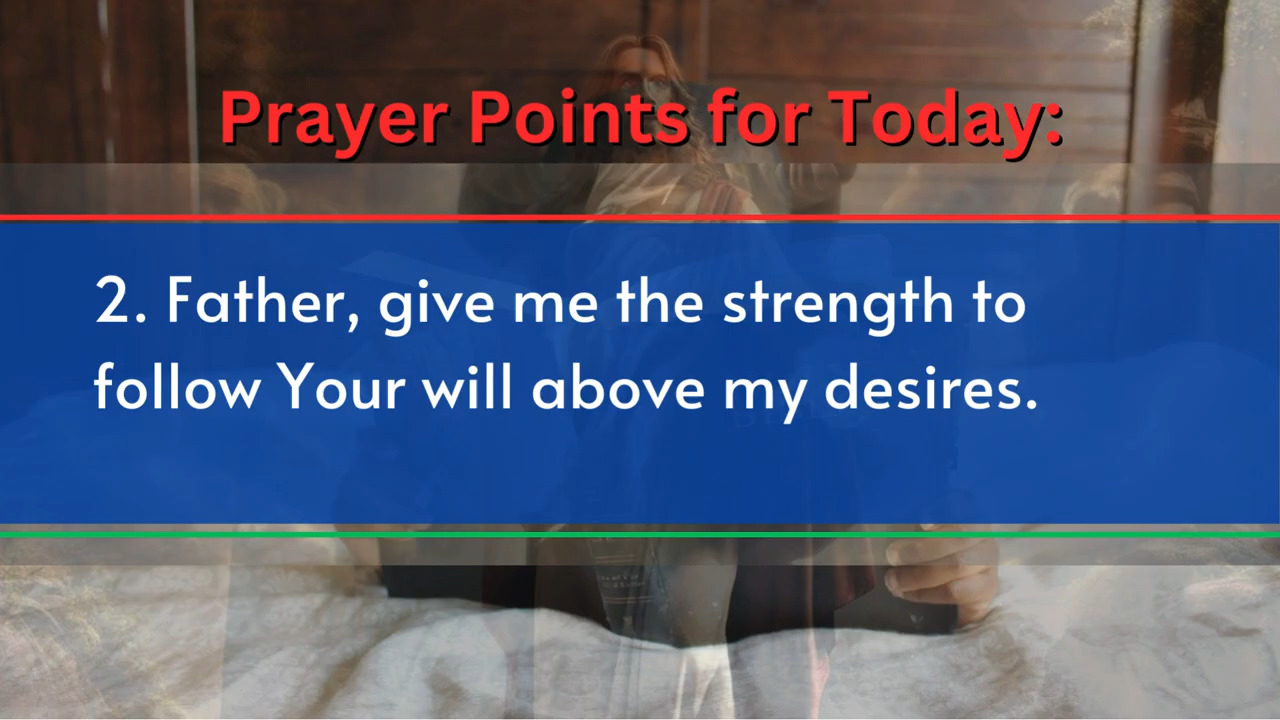 Prayer Points for Today:
2. Father, give me the strength to
follow Your will above my desires.